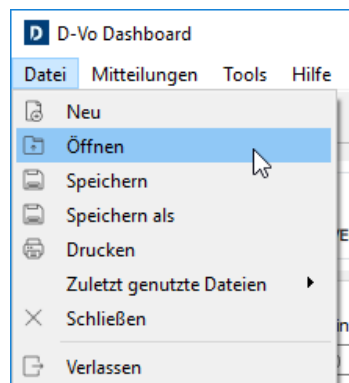 D-Vo Dashboard
Datei Mitteilungen Tools Hilfe
Neu
Öffnen
Speichern
Speichern als
Drucken
Zuletzt genutzte Dateien
Schließen
Verlassen